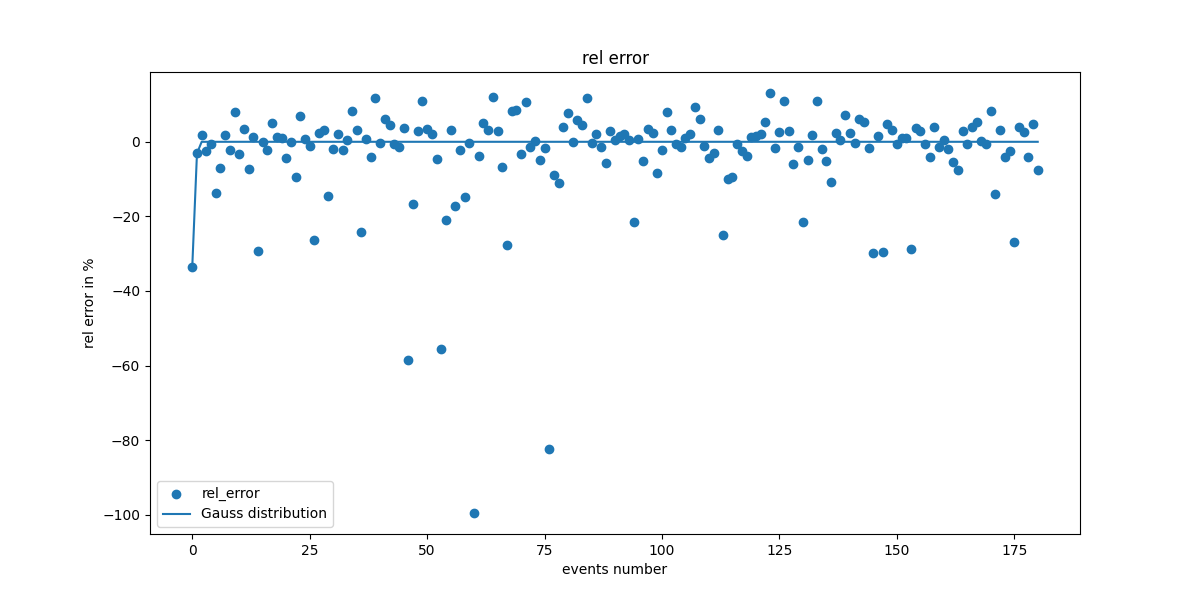 rel error
rel error in %
0
−20
−40
−60
−80
−100
rel_error
Gauss distribution
0
25
50
75
100
125
150
175
events number